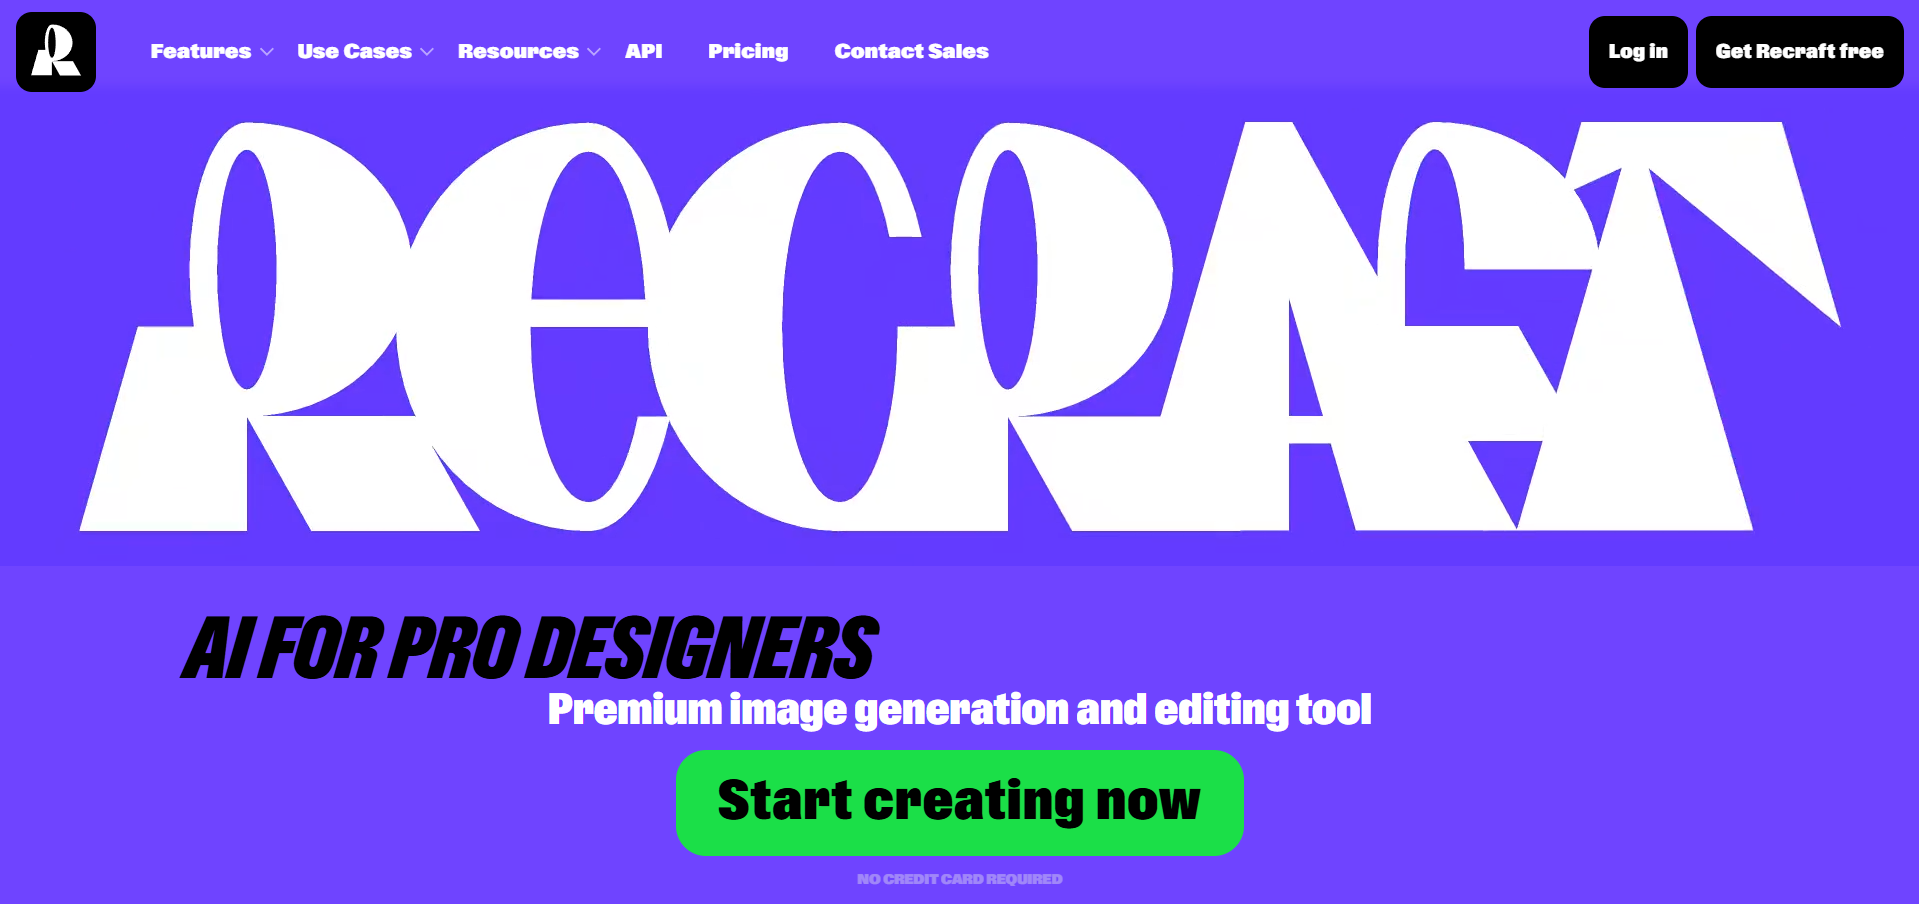 R
Features Use Cases Resources API Pricing Contact Sales Log in Get Recraft free
RECRAFT
AI FOR PRO DESIGNERS
Premium image generation and editing tool
Start creating now
NO CREDIT CARD REQUIRED